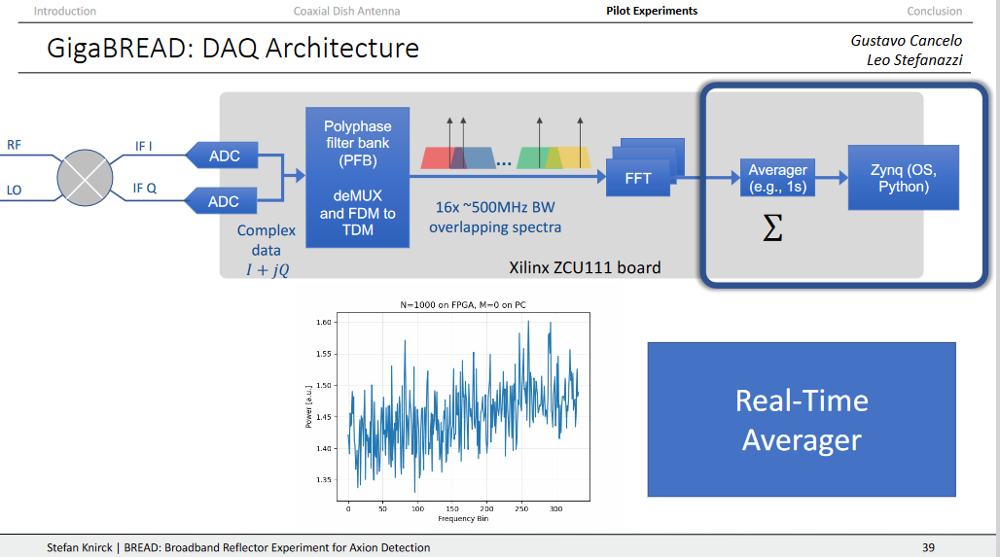 Introduction
Coaxial Dish Antenna
Pilot Experiments
Conclusion
GigaBREAD: DAQ Architecture
Gustavo Cancelo
Leo Stefanazzi
RF
LO
IF I
IF Q
ADC
ADC
Complex
data
I + jQ
Polyphase
filter bank
(PFB)
deMUX
and FDM to
TDM
...
16x ~500MHz BW
overlapping spectra
FFT
Averager
(e.g., 1s)
Σ
Zynq (OS,
Python)
Xilinx ZCU111 board
N=1000 on FPGA, M=0 on PC
Power [a.u.]
1.60
1.55
1.50
1.45
1.40
1.35
0 50 100 150 200 250 300
Frequency Bin
Real-Time
Averager
Stefan Knirck | BREAD: Broadband Reflector Experiment for Axion Detection
39